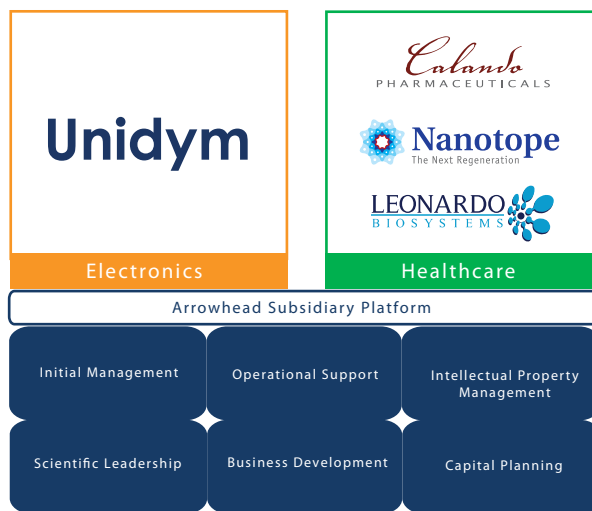 Unidym
Electronics
Calando
PHARMACEUTICALS
Nanotope
The Next Regeneration
LEONARDO
BIOSYSTEMS
Healthcare
Arrowhead Subsidiary Platform
Initial Management
Operational Support
Intellectual Property
Management
Scientific Leadership
Business Development
Capital Planning